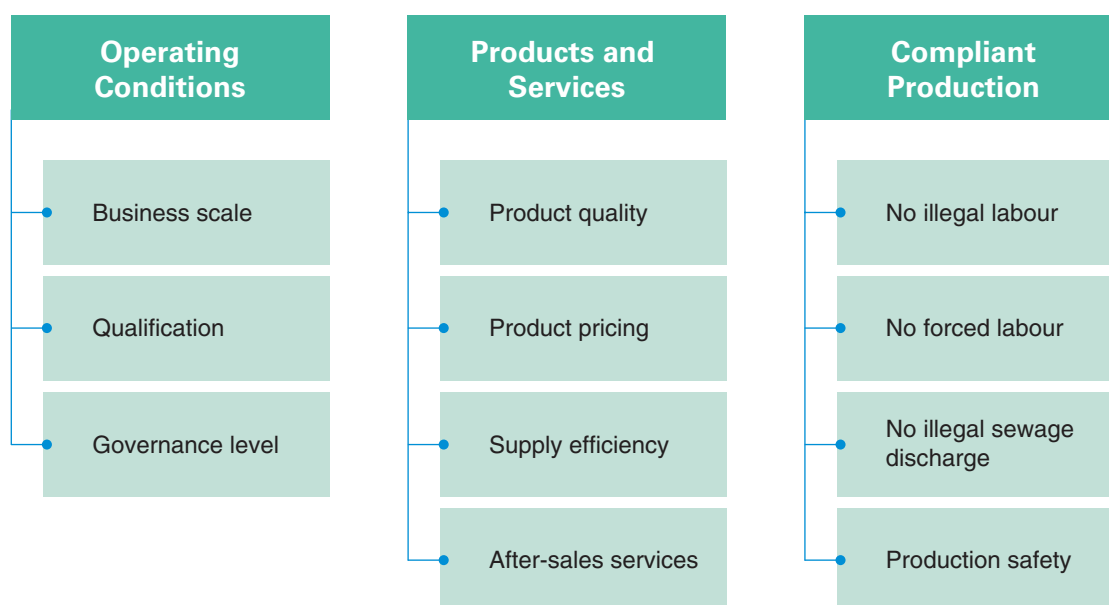 Operating
Conditions
Business scale
Qualification
Governance level
Products and
Services
Product quality
Product pricing
Supply efficiency
After-sales services
Compliant
Production
No illegal labour
No forced labour
No illegal sewage
discharge
Production safety